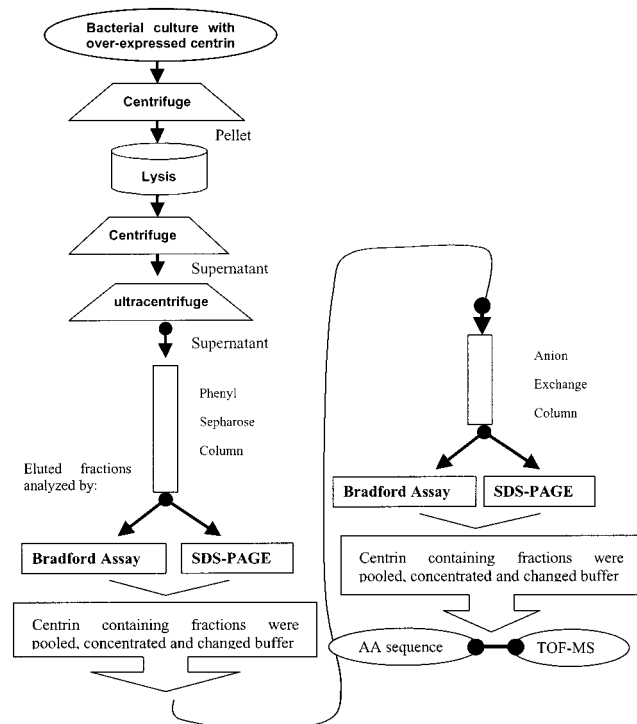 Bacterial culture with
over-expressed centrin
Centrifuge
Pellet
Lysis
Centrifuge
Supernatant
ultracentrifuge
Supernatant
Phenyl
Sepharose
Column
Eluted fractions
analyzed by:
Bradford Assay
SDS-PAGE
Centrin containing fractions were
pooled, concentrated and changed buffer
Anion
Exchange
Column
Bradford Assay
SDS-PAGE
Centrin containing fractions were
pooled, concentrated and changed buffer
AA sequence
TOF-MS